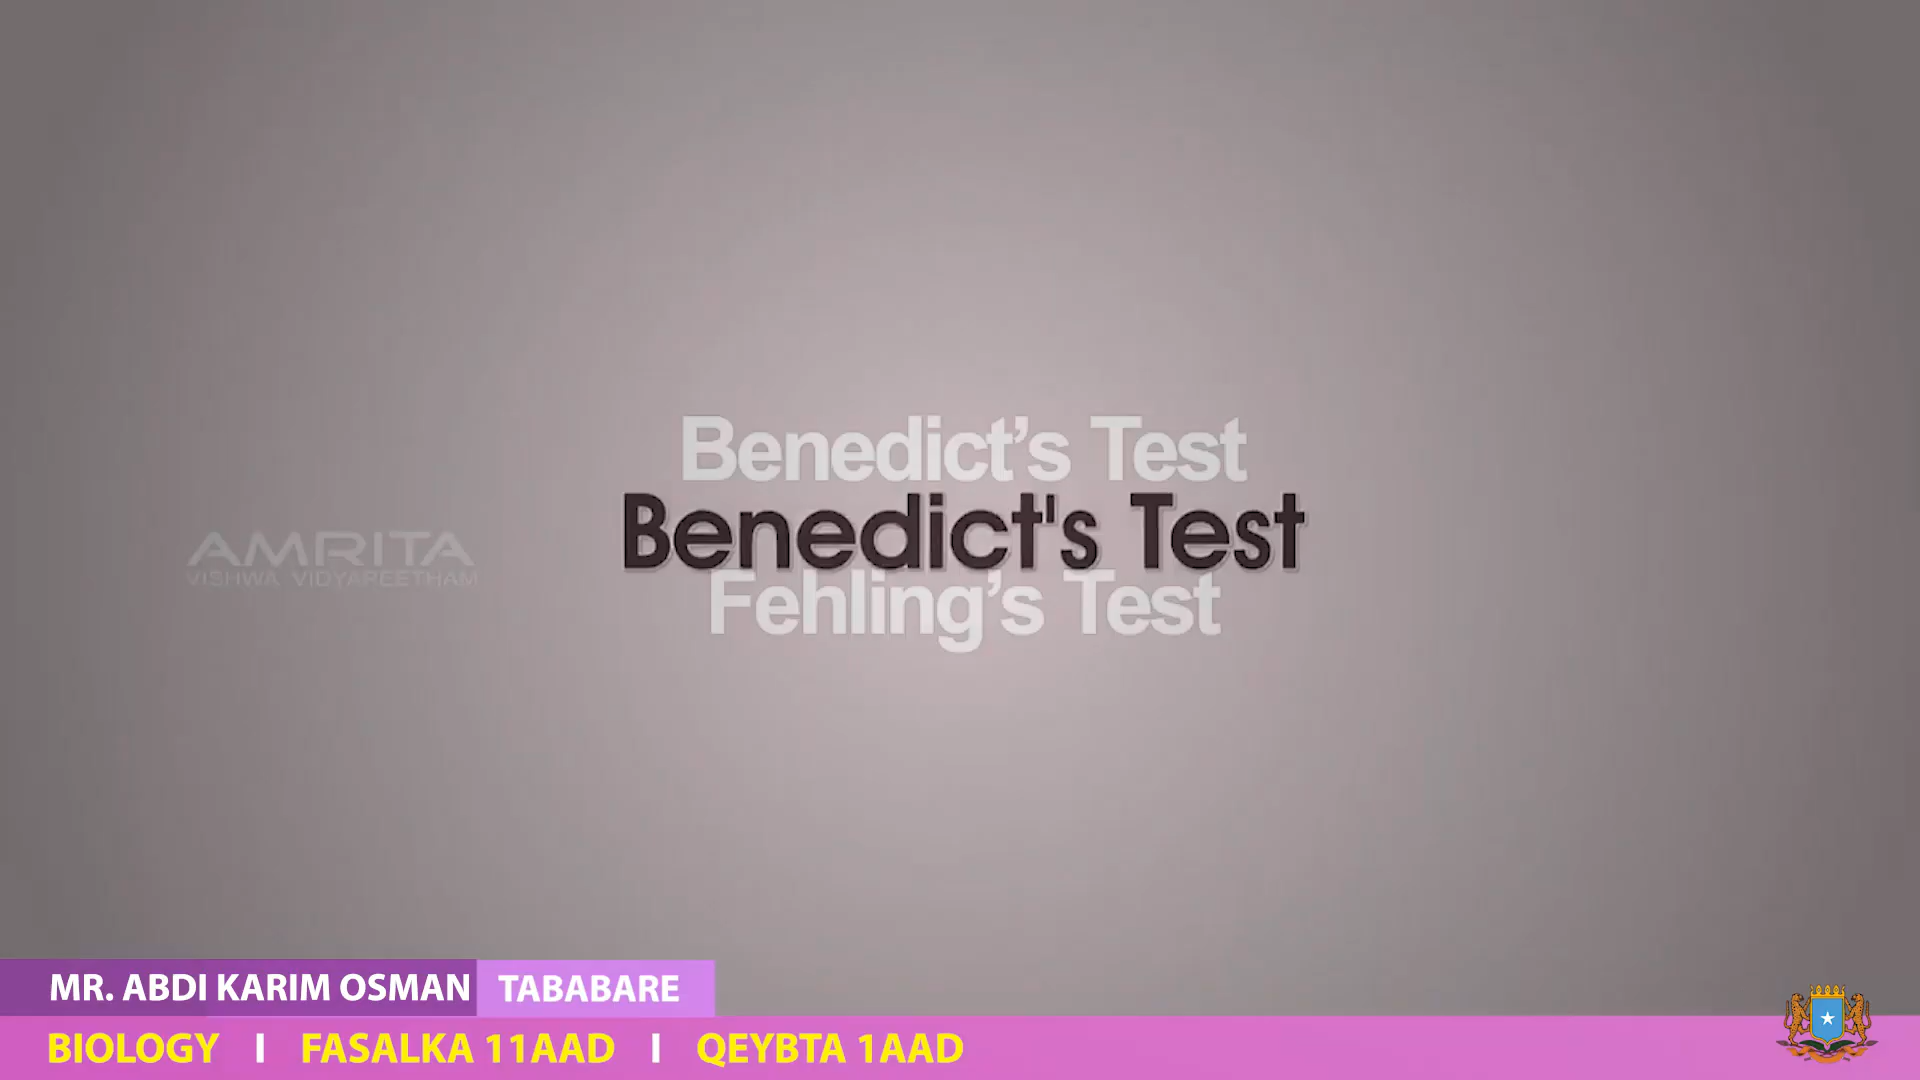 Benedict’s Test
Benedict's Test
Fehling’s Test
AMRITA
VISHWA VIDYAPEETHAM
MR. ABDI KARIM OSMAN
TABABARE
BIOLOGY I FASALKA 11AAD I QEYBTA 1AAD